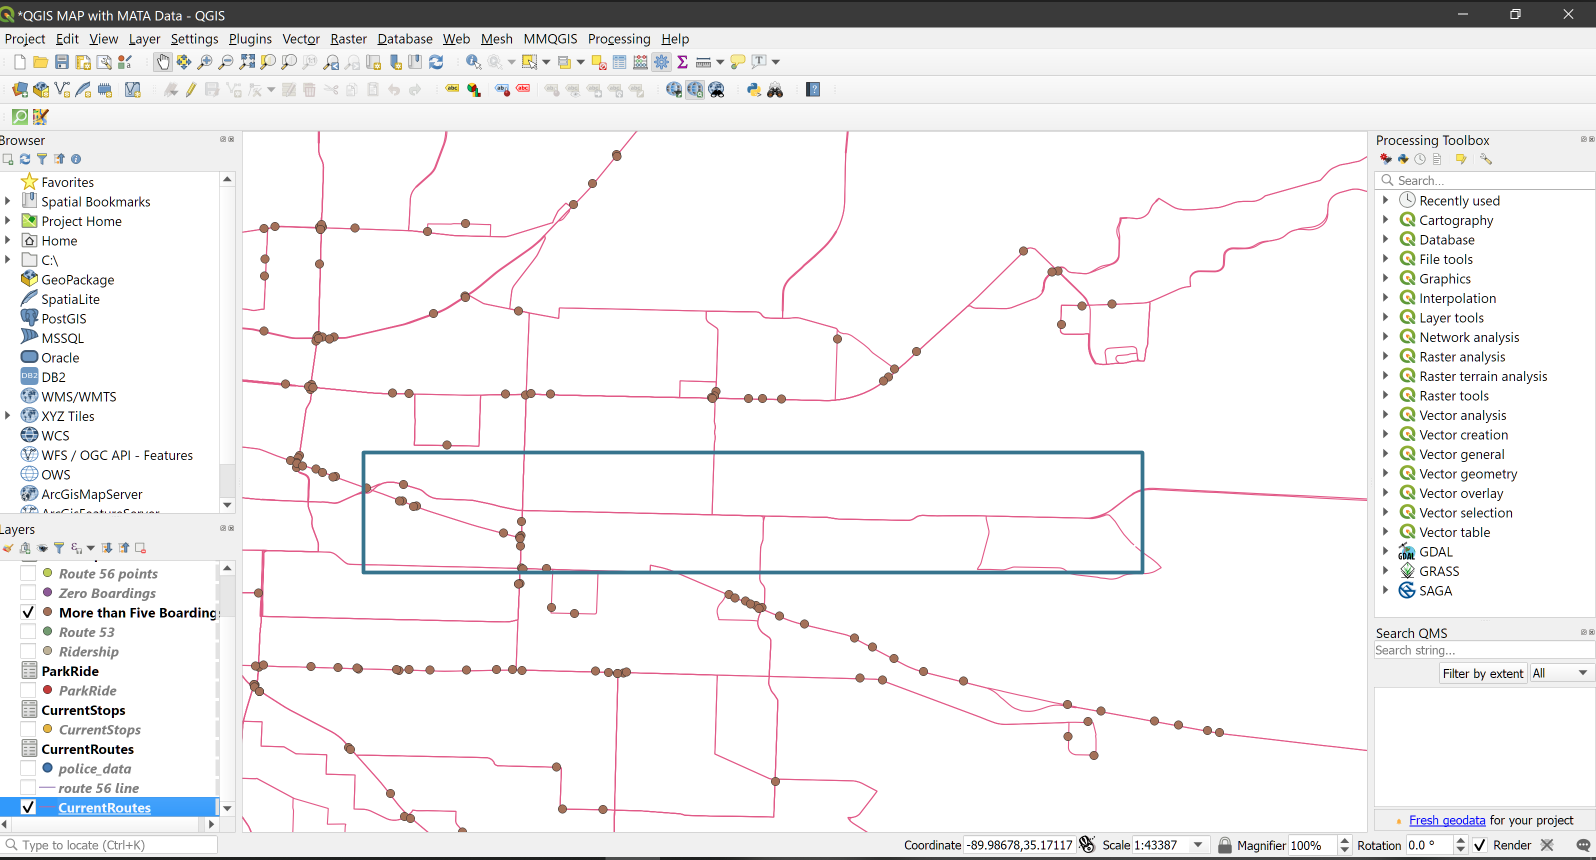 *QGIS MAP with MATA Data - QGIS
Project Edit View Layer Settings Plugins Vector Raster Database Web Mesh MMQGIS Processing Help
Browser
Favorites
Spatial Bookmarks
Project Home
Home
C:\
GeoPackage
SpatiaLite
PostGIS
MSSQL
Oracle
DB2
WMS/WMTS
XYZ Tiles
WCS
WFS / OGC API - Features
OWS
ArcGisMapServer
ArcGisFeatureServer
Layers
Route 56 points
Zero Boardings
More than Five Boarding
Route 53
Ridership
ParkRide
ParkRide
CurrentStops
CurrentStops
CurrentRoutes
police_data
route 56 line
CurrentRoutes
Processing Toolbox
Search...
Recently used
Cartography
Database
File tools
Graphics
Interpolation
Layer tools
Network analysis
Raster analysis
Raster terrain analysis
Raster tools
Vector analysis
Vector creation
Vector general
Vector geometry
Vector overlay
Vector selection
Vector table
GDAL
GRASS
SAGA
Search QMS
Search string...
Filter by extent All
Fresh geodata for your project
Type to locate (Ctrl+K)
Coordinate -89.98678,35.17117 Scale 1:43387 Magnifier 100% Rotation 0.0 ° Render